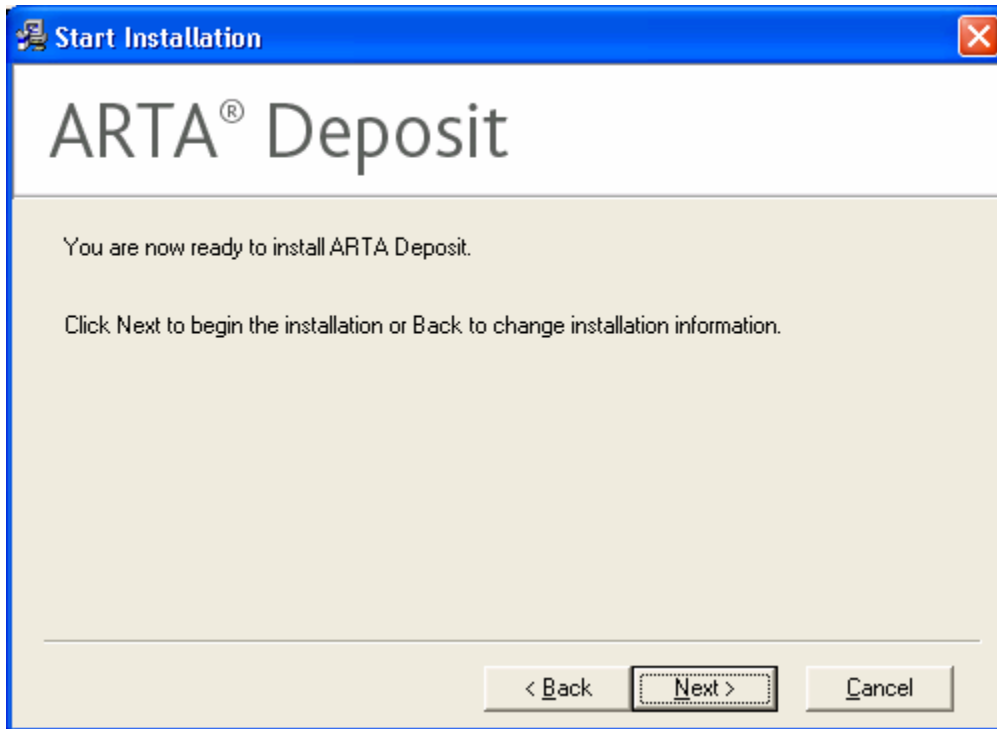 Start Installation
ARTA® Deposit
You are now ready to install ARTA Deposit.
Click Next to begin the installation or Back to change installation information.
< Back Next > Cancel